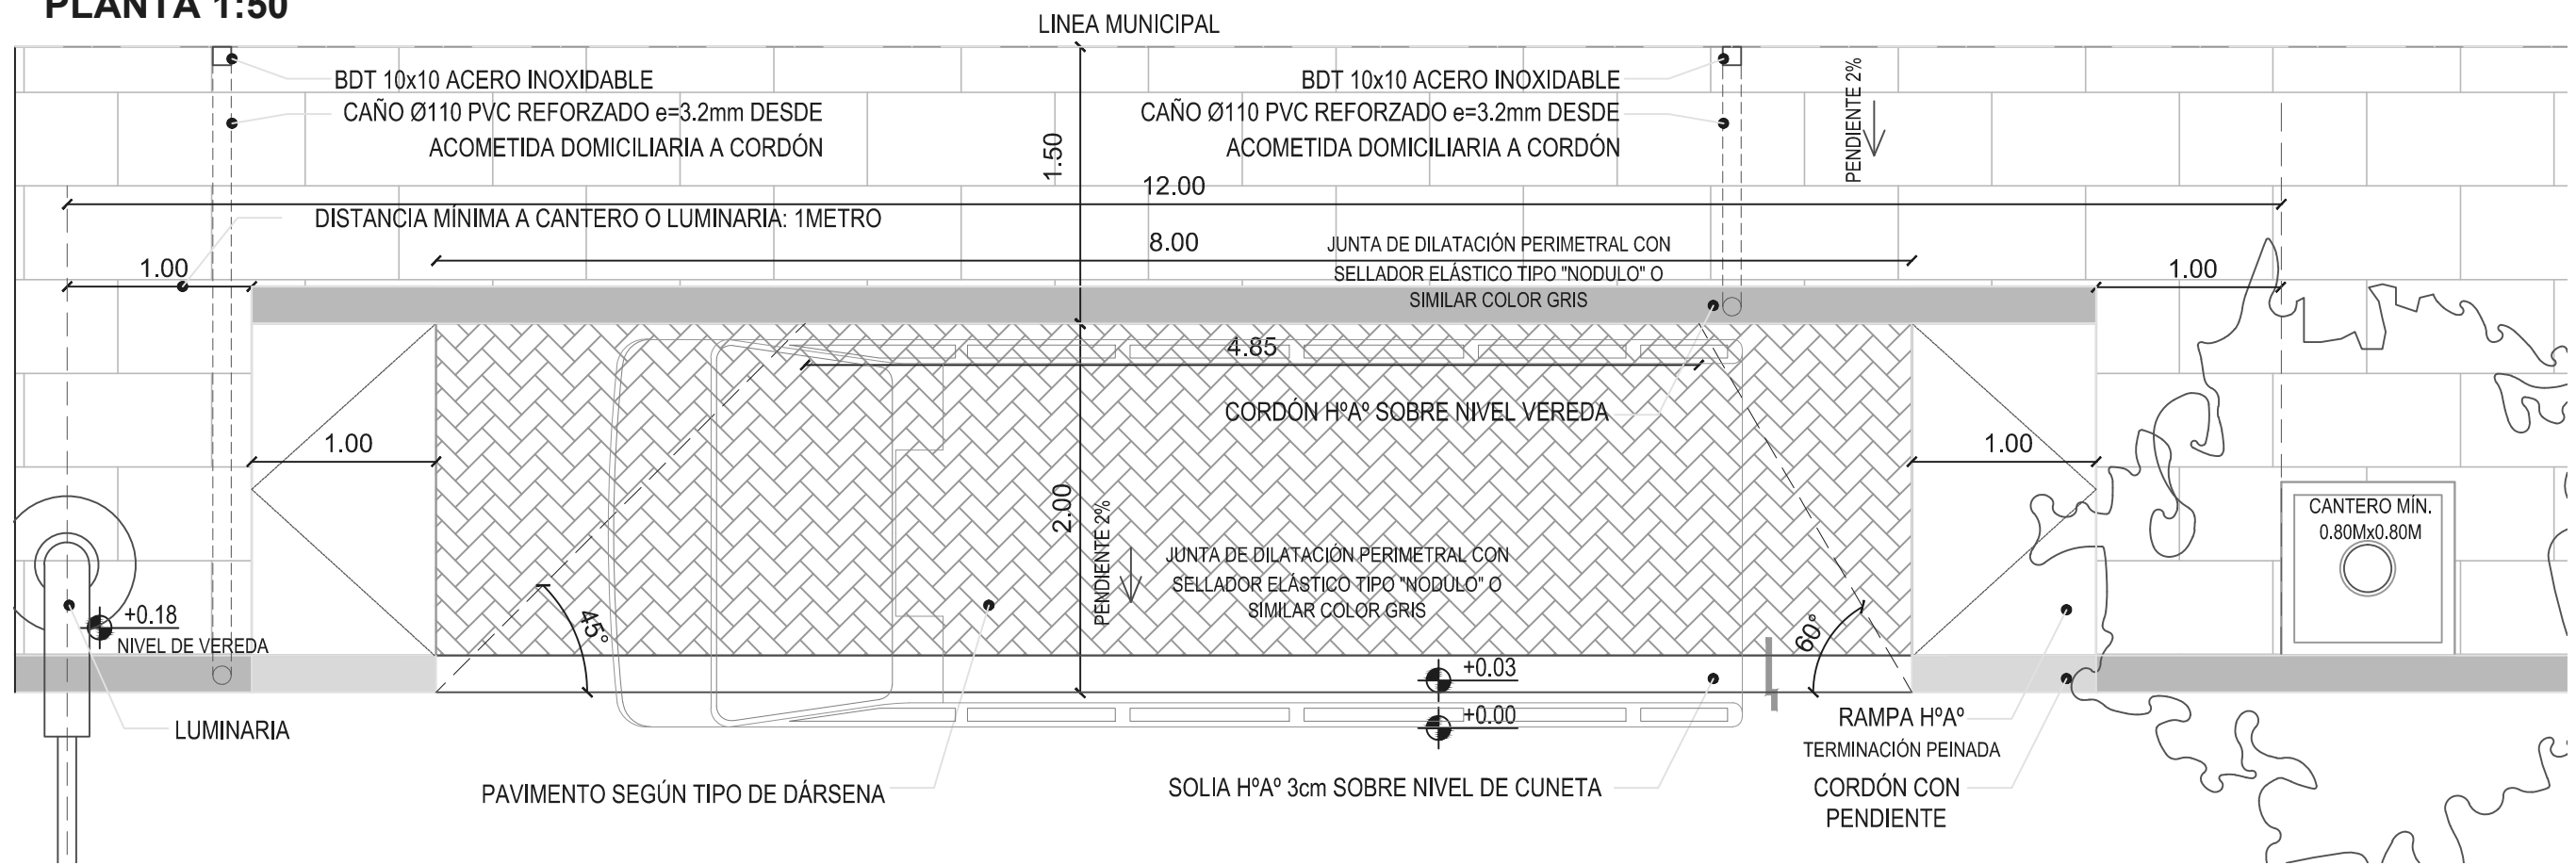 PLANTA 1:50
LINEA MUNICIPAL
BDT 10x10 ACERO INOXIDABLE
CAÑO Ø110 PVC REFORZADO e=3.2mm DESDE
ACOMETIDA DOMICILIARIA A CORDÓN
BDT 10x10 ACERO INOXIDABLE
CAÑO Ø110 PVC REFORZADO e=3.2mm DESDE
ACOMETIDA DOMICILIARIA A CORDÓN
PENDIENTE 2%
1.50
12.00
DISTANCIA MÍNIMA A CANTERO O LUMINARIA: 1METRO
8.00
JUNTA DE DILATACIÓN PERIMETRAL CON
SELLADOR ELÁSTICO TIPO "NODULO" O
SIMILAR COLOR GRIS
1.00
1.00
4.85
CORDÓN HºAº SOBRE NIVEL VEREDA
1.00
1.00
2.00
PENDIENTE 2%
JUNTA DE DILATACIÓN PERIMETRAL CON
SELLADOR ELÁSTICO TIPO "NODULO" O
SIMILAR COLOR GRIS
CANTERO MÍN.
0.80Mx0.80M
45°
60°
+0.18
NIVEL DE VEREDA
+0.03
+0.00
LUMINARIA
RAMPA HºAº
TERMINACIÓN PEINADA
PAVIMENTO SEGÚN TIPO DE DÁRSENA
SOLIA HºAº 3cm SOBRE NIVEL DE CUNETA
CORDÓN CON
PENDIENTE